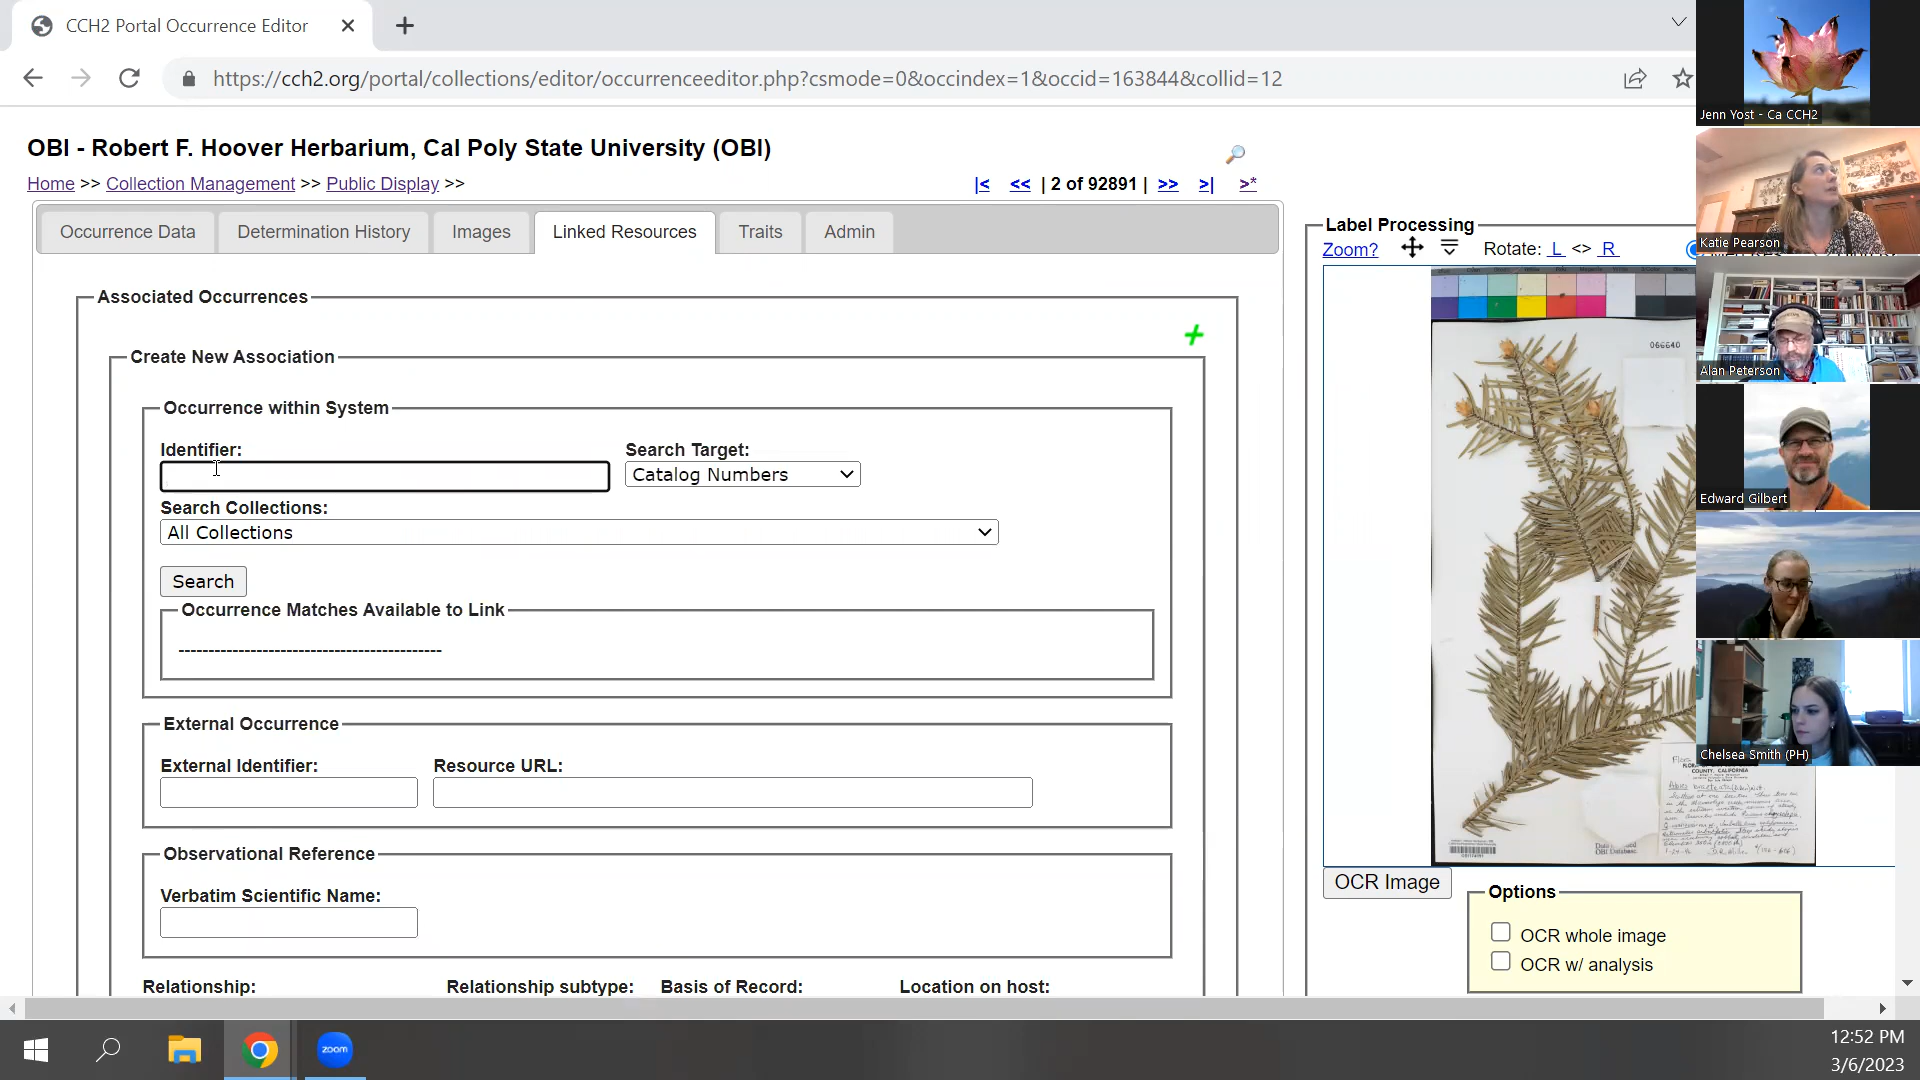 CCH2 Portal Occurrence Editor
https://cch2.org/portal/collections/editor/occurrenceeditor.php?csmode=0&occindex=1&occid=163844&collid=12
OBI - Robert F. Hoover Herbarium, Cal Poly State University (OBI)
Home >> Collection Management >> Public Display >>
|< << | 2 of 92891 | >> >| >*
Occurrence Data Determination History Images Linked Resources Traits Admin
Associated Occurrences
Create New Association
Occurrence within System
Identifier: Search Target:
Catalog Numbers
Search Collections:
All Collections
Search
Occurrence Matches Available to Link
--------------------------------------------
External Occurrence
External Identifier: Resource URL:
Observational Reference
Verbatim Scientific Name:
Relationship: Relationship subtype: Basis of Record: Location on host:
Label Processing
Zoom? Rotate: L <> R
066640
COUNTY, CALIFORNIA
OBI Database
OCR Image
Options
OCR whole image
OCR w/ analysis
Jenn Yost - Ca CCH2
Katie Pearson
Alan Peterson
Edward Gilbert
Chelsea Smith (PH)
zoom
12:52 PM
3/6/2023